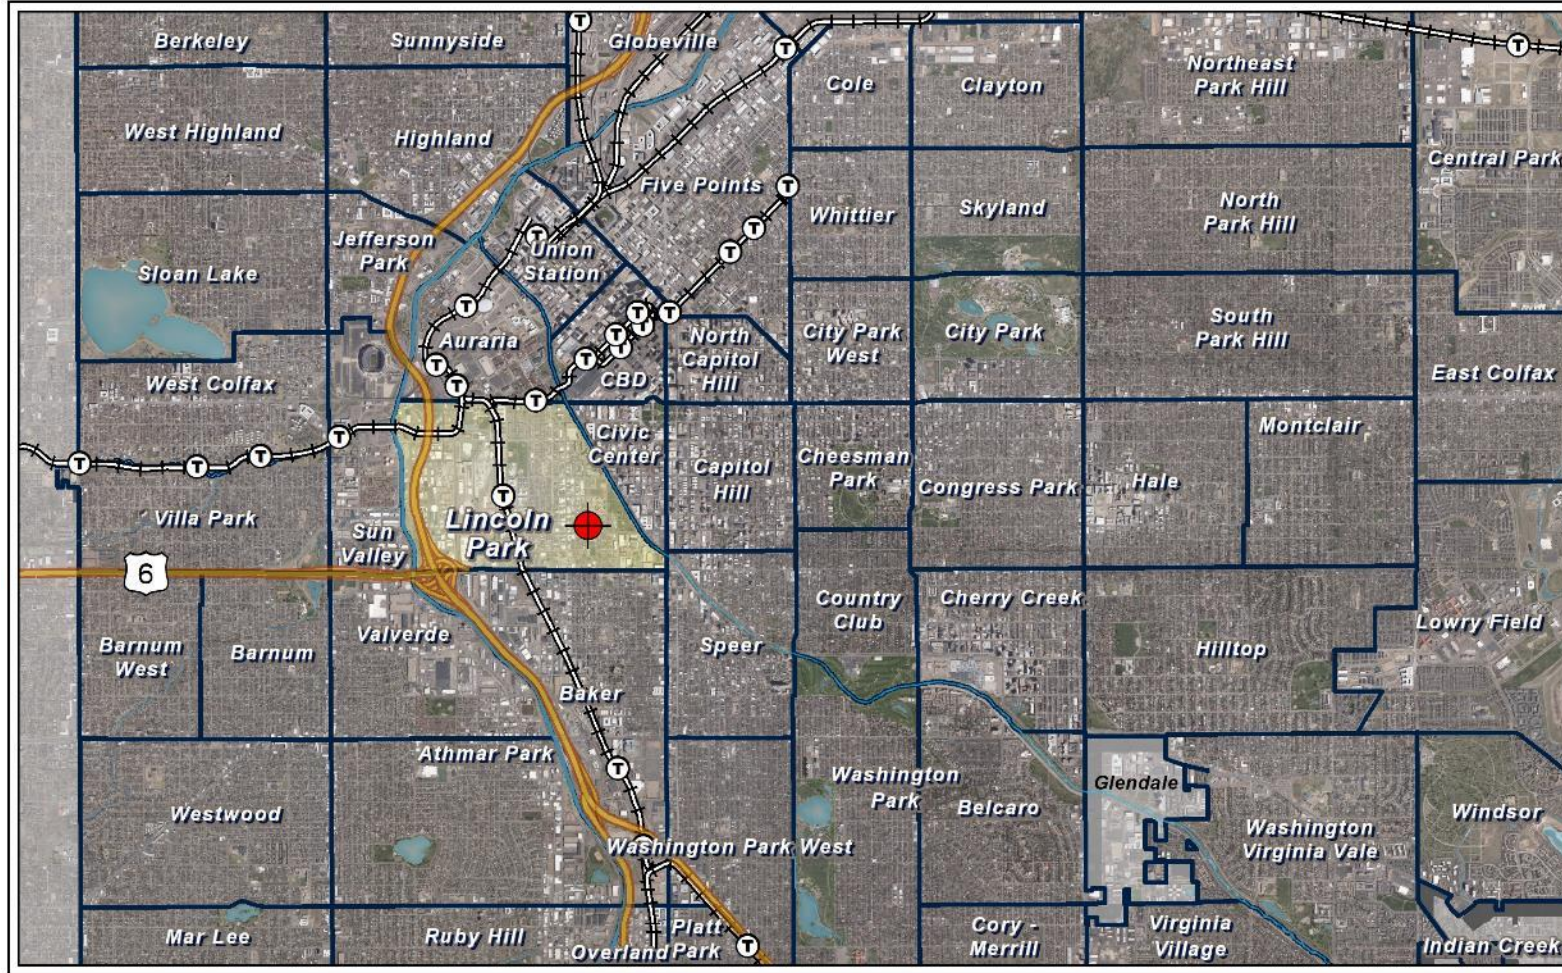 Berkeley
Sunnyside
Globeville
T
T
T
Cole
Clayton
Northeast
Park Hill
West Highland
Highland
Central Park
Five Points
T
Whittier
Skyland
North
Park Hill
Jefferson
Park
T
Union
Station
T
T
Sloan Lake
T
Auraria
T
T
T
T
T
T
North
Capitol
Hill
City Park
West
City Park
South
Park Hill
West Colfax
T
T
T
CBD
East Colfax
T
T
T
T
Civic
Center
Capitol
Hill
Cheesman
Park
Congress Park
Hale
Montclair
Villa Park
Sun
Valley
T
Lincoln
Park
6
Barnum
West
Barnum
Valverde
Speer
Country
Club
Cherry Creek
Hilltop
Lowry Field
Baker
Athmar Park
T
Westwood
Washington
Park
Belcaro
Glendale
Washington
Virginia Vale
Windsor
T
Washington Park West
Mar Lee
Ruby Hill
Overland
Platt
Park
T
Cory -
Merrill
Virginia
Village
Indian Creek